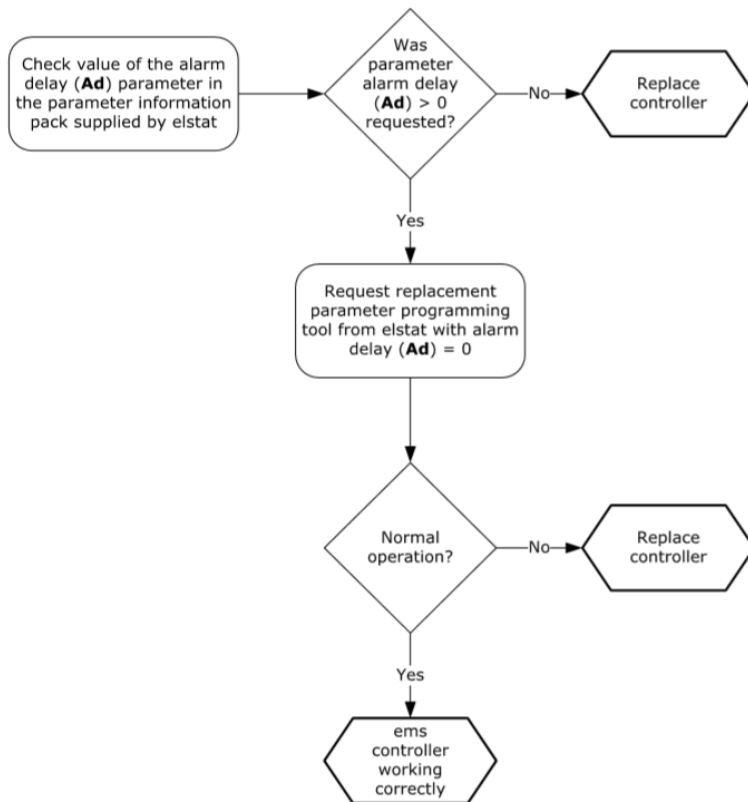 Check value of the alarm
delay (Ad) parameter in
the parameter information
pack supplied by elstat
Was
parameter
alarm delay
(Ad) > 0
requested?
No
Replace
controller
Yes
Request replacement
parameter programming
tool from elstat with alarm
delay (Ad) = 0
Normal
operation?
No
Replace
controller
Yes
ems
controller
working
correctly